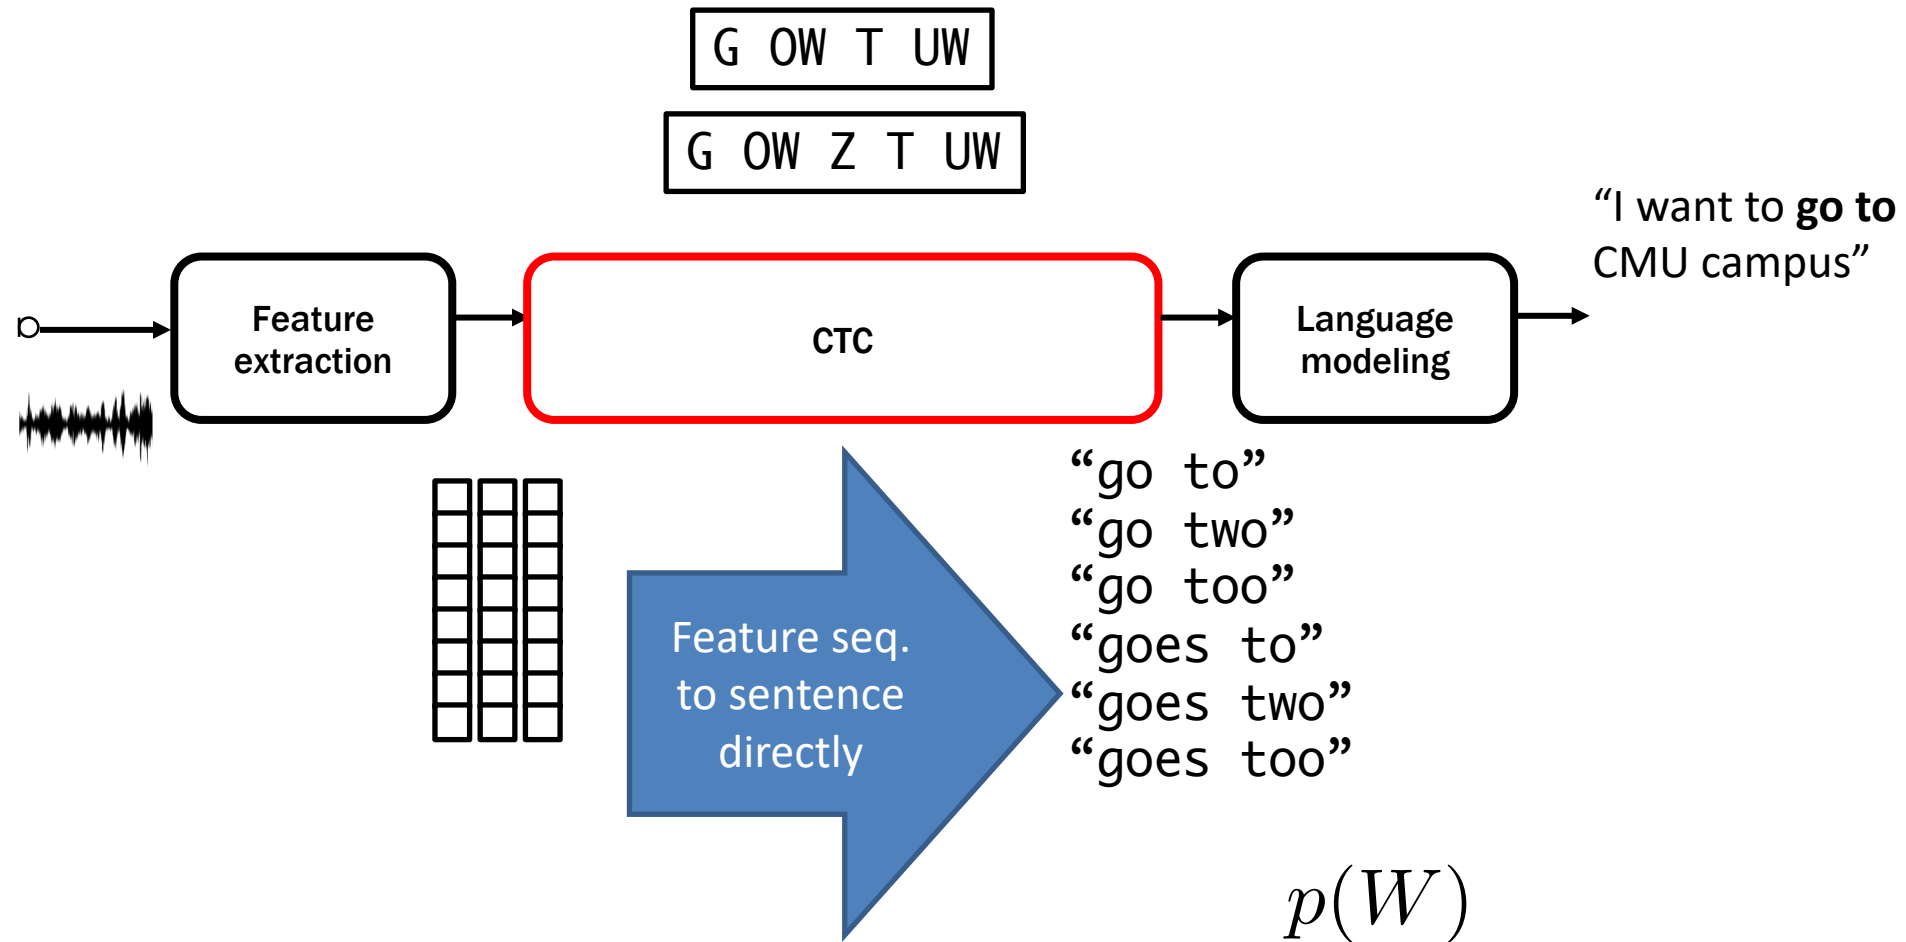 G OW T UW
G OW Z T UW
“I want to go to
CMU campus”
Feature
extraction
CTC
Language
modeling
“go to”
“go two”
“go too”
“goes to”
“goes two”
“goes too”
Feature seq.
to sentence
directly
p(W)